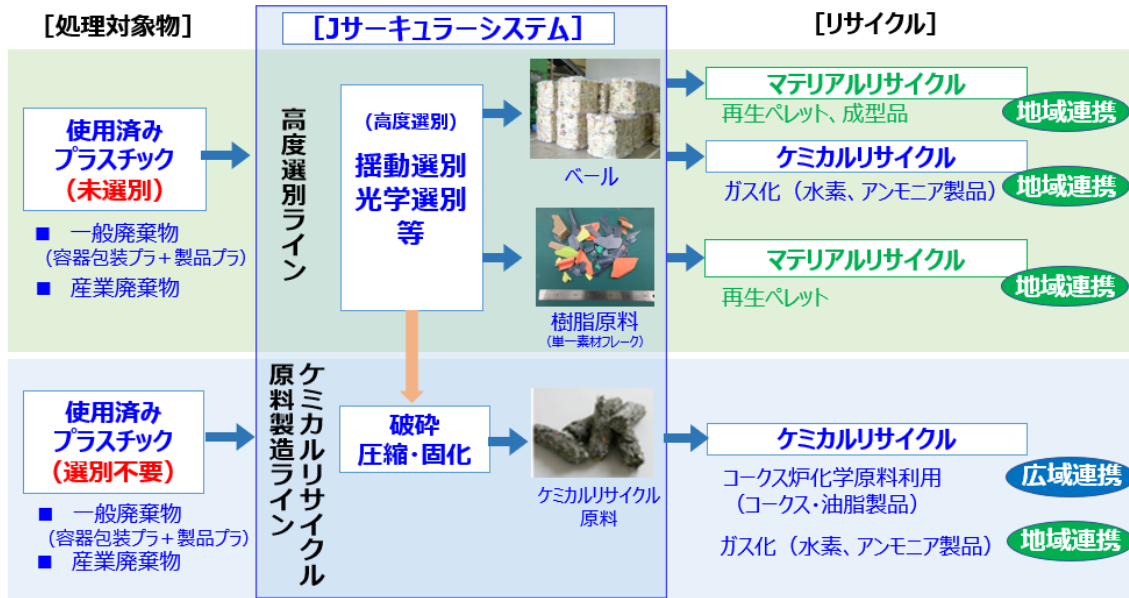 [処理対象物]
[Jサーキュラーシステム]
[リサイクル]
使用済み
プラスチック
(未選別)
■ 一般廃棄物
(容器包装プラ+製品プラ)
■ 産業廃棄物
高度選別ライン
(高度選別)
揺動選別
光学選別
等
ベール
樹脂原料
(単一素材フレーク)
マテリアルリサイクル
再生ペレット、成型品
地域連携
ケミカルリサイクル
ガス化(水素、アンモニア製品)
地域連携
マテリアルリサイクル
再生ペレット
地域連携
使用済み
プラスチック
(選別不要)
■ 一般廃棄物
(容器包装プラ+製品プラ)
■ 産業廃棄物
ケミカルリサイクル
原料製造ライン
破砕
圧縮・固化
ケミカルリサイクル
原料
ケミカルリサイクル
コークス炉化学原料利用
(コークス・油脂製品)
広域連携
ガス化(水素、アンモニア製品)
地域連携